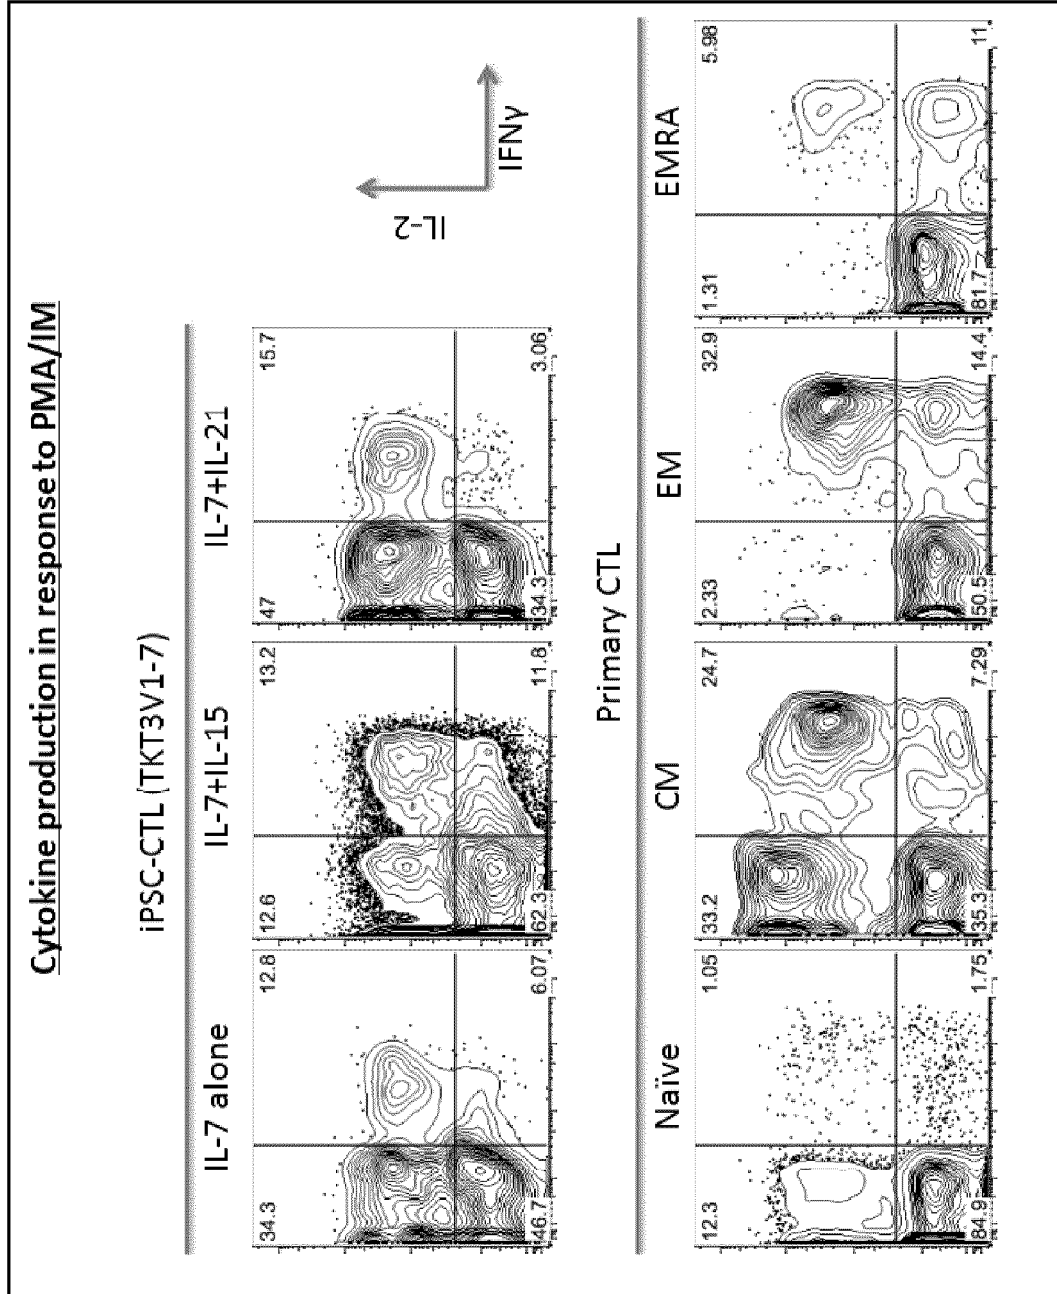 Cytokine production in response to PMA/IM
iPSC-CTL (TKT3V1-7)
IL-7 alone
IL-7+IL-15
IL-7+IL-21
34.3
12.8
46.7
6.07
12.6
13.2
62.3
11.8
47
15.7
34.3
3.06
IL-2
IFNγ
Primary CTL
Naïve
CM
EM
EMRA
12.3
1.05
84.9
1.75
33.2
24.7
35.3
7.29
2.33
32.9
50.5
14.4
1.31
5.98
81.7
11